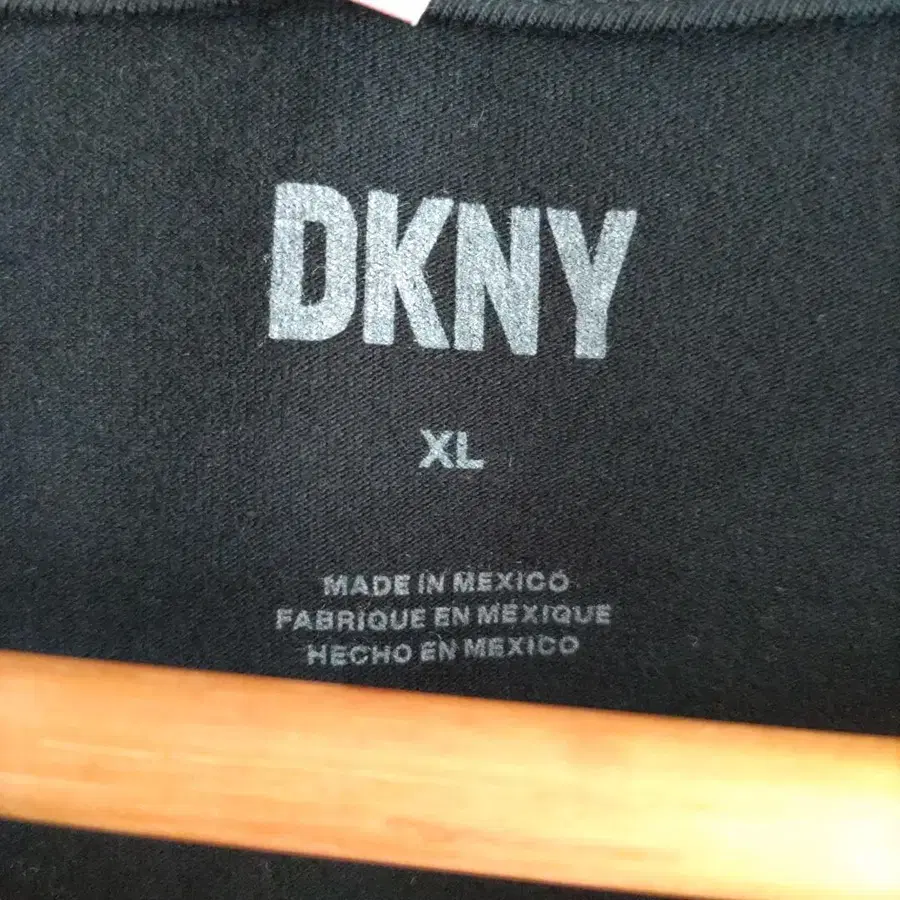 DKNY
XL
MADE IN MEXICO
FABRIQUE EN MEXIQUE
HECHO EN MEXICO